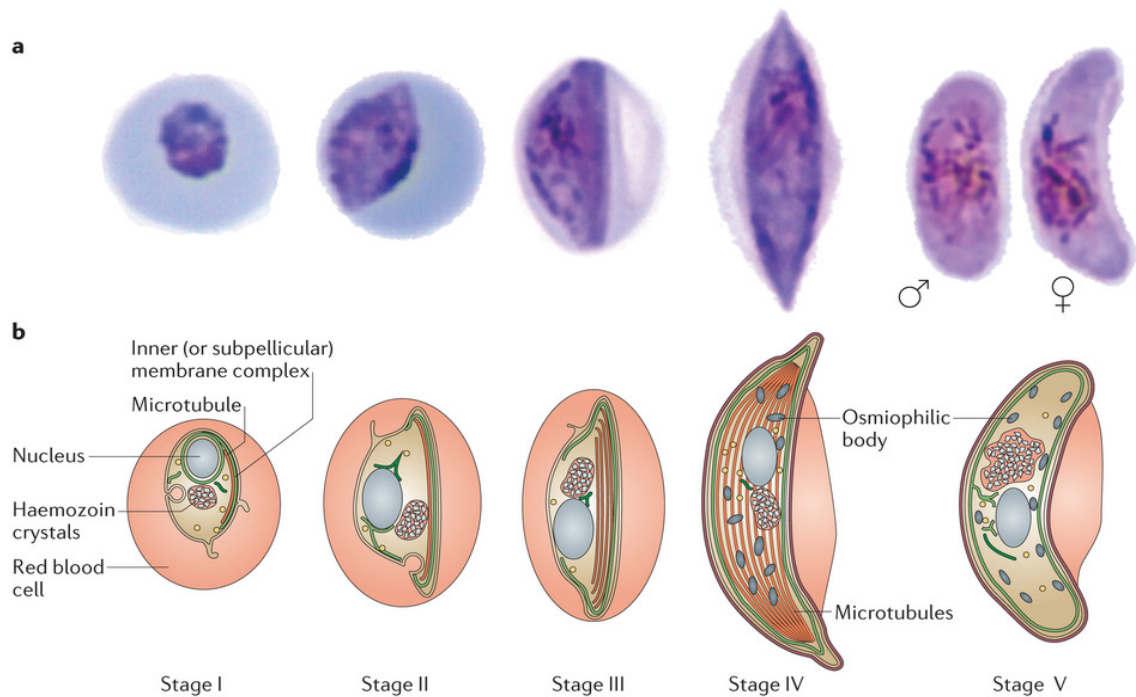 a
♂
♀
b
Inner (or subpellicular)
membrane complex
Microtubule
Nucleus
Haemozoin
crystals
Red blood
cell
Osmiophilic
body
Microtubules
Stage I
Stage II
Stage III
Stage IV
Stage V